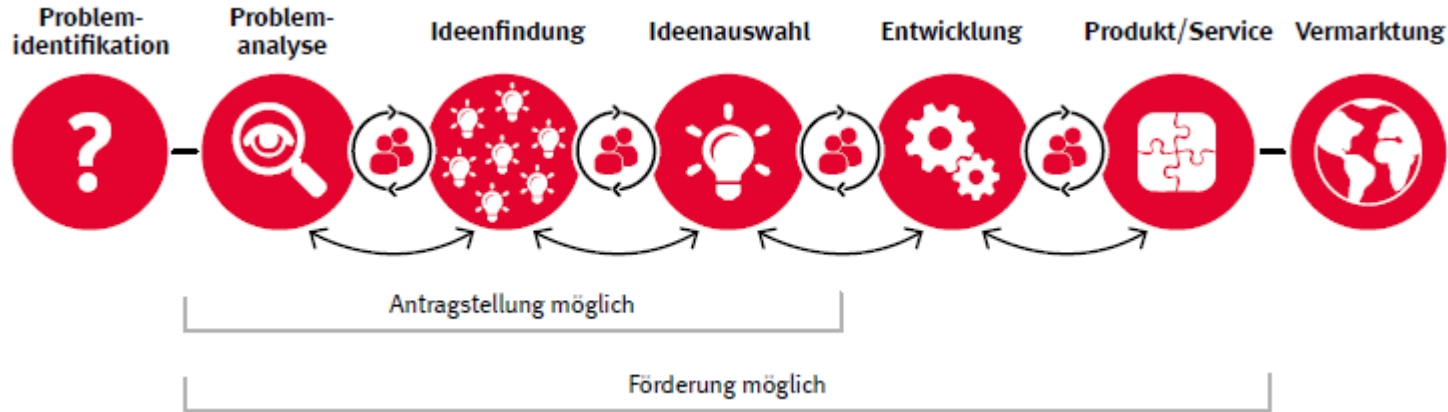 Problem-
identifikation
Problem-
analyse
Ideenfindung
Ideenauswahl
Entwicklung
Produkt/Service
Vermarktung
?
Antragstellung möglich
Förderung möglich